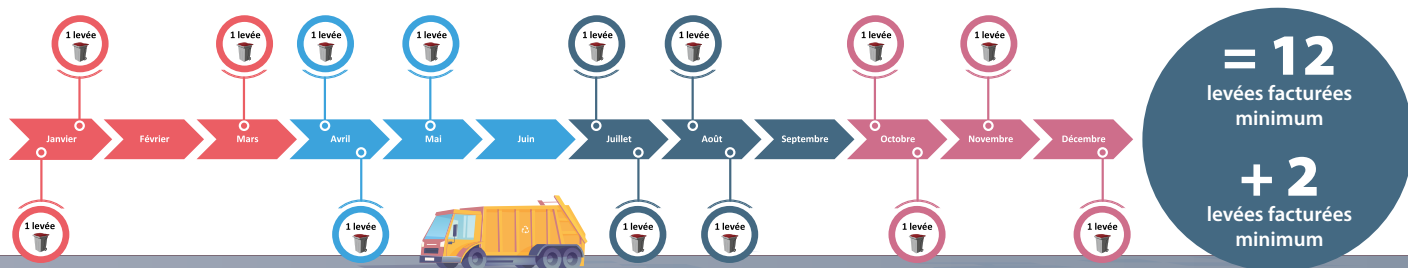 1 levée
1 levée
1 levée
1 levée
1 levée
1 levée
1 levée
1 levée
Janvier
Février
Mars
Avril
Mai
Juin
Juillet
Août
Septembre
Octobre
Novembre
Décembre
1 levée
1 levée
1 levée
1 levée
1 levée
1 levée
= 12
levées facturées
minimum
+ 2
levées facturées
minimum